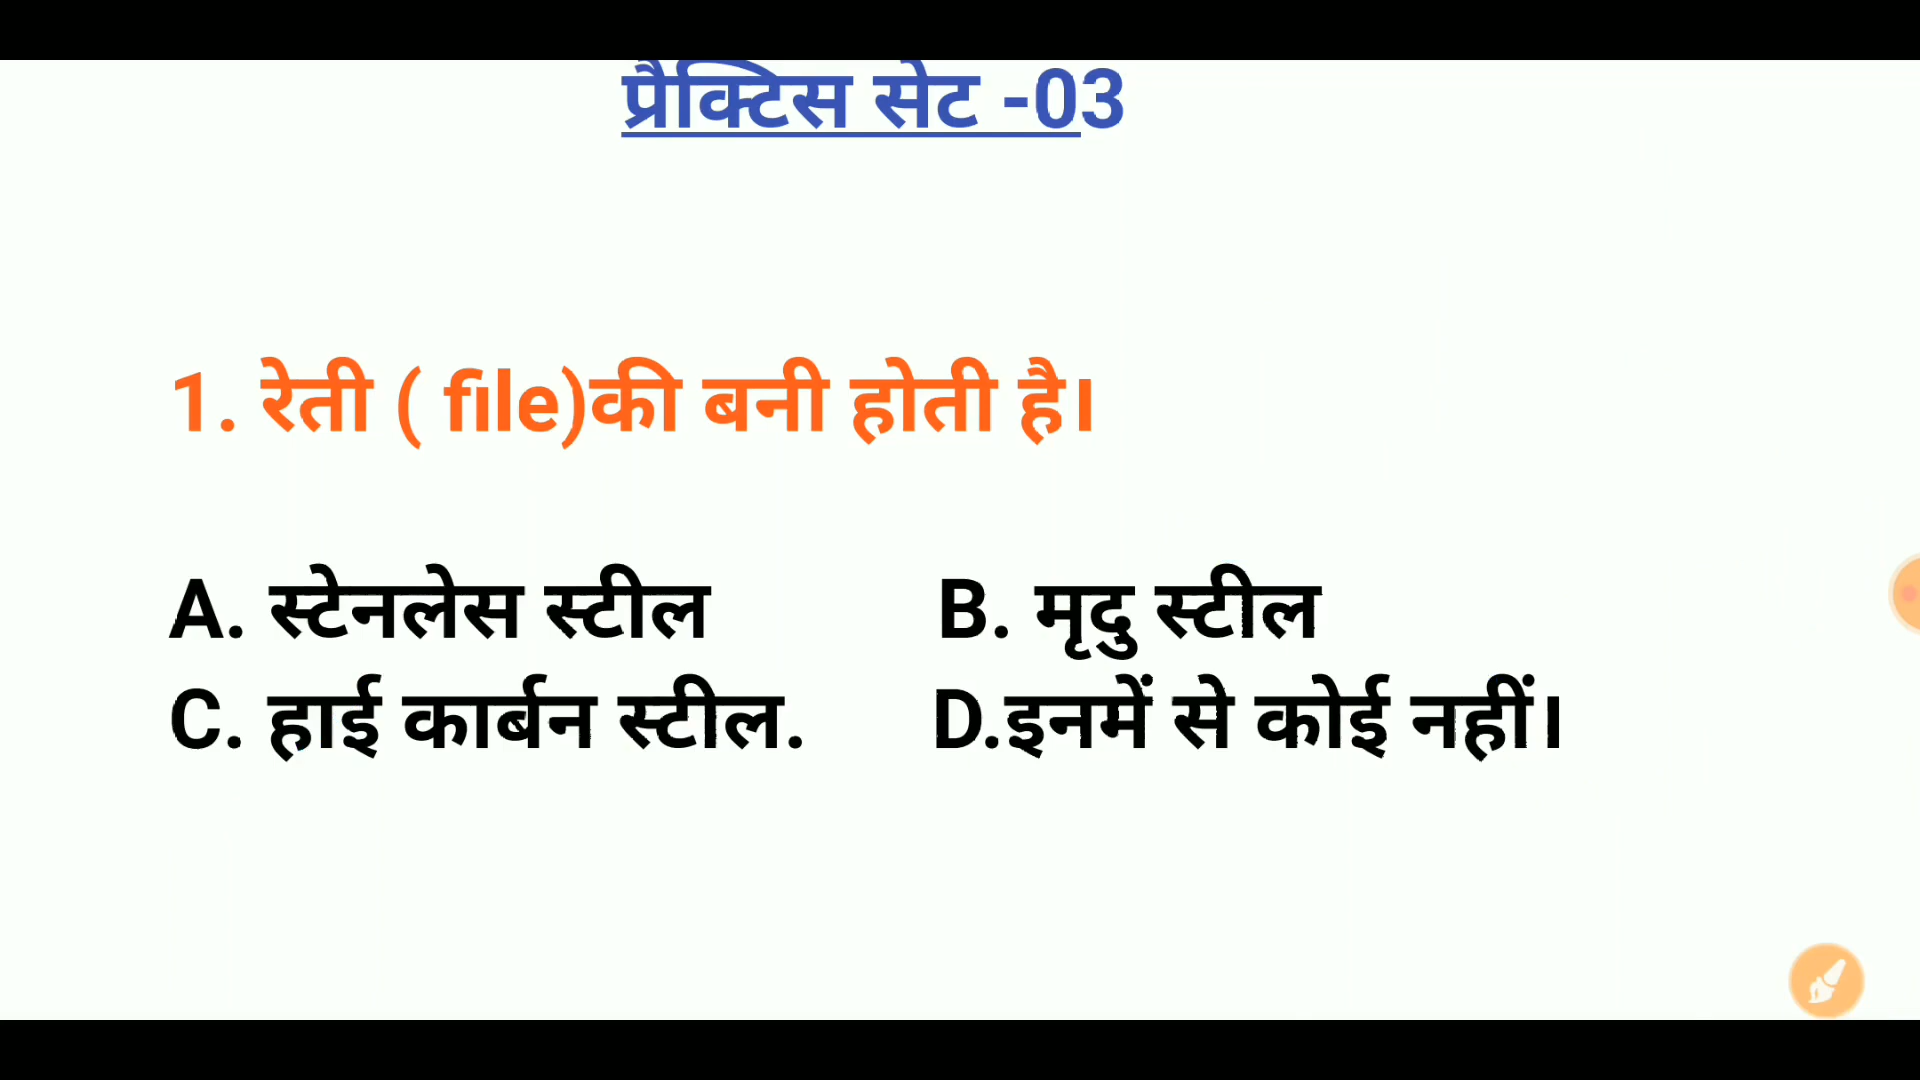 प्रैक्टिस सेट -03
1. रेती ( file)की बनी होती है।
A. स्टेनलेस स्टील B. मृदु स्टील
C. हाई कार्बन स्टील. D.इनमें से कोई नहीं।